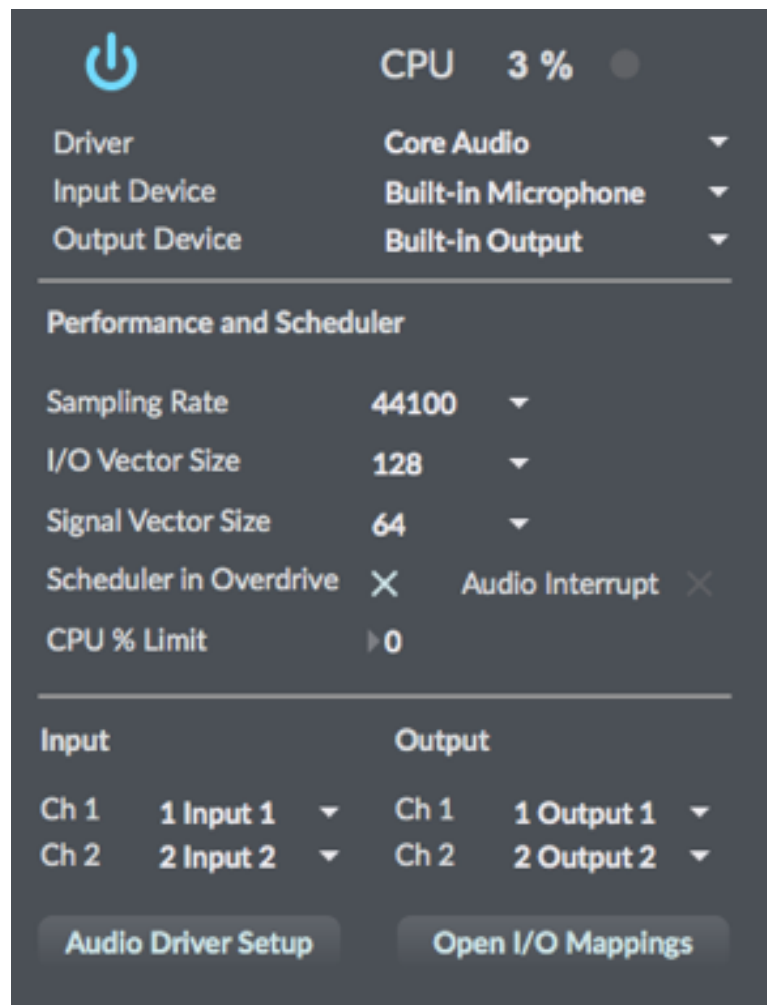 CPU 3 %
Driver Core Audio
Input Device Built-in Microphone
Output Device Built-in Output
Performance and Scheduler
Sampling Rate 44100
I/O Vector Size 128
Signal Vector Size 64
Scheduler in Overdrive Audio Interrupt
CPU % Limit 0
Input Output
Ch 1 1 Input 1 Ch 1 1 Output 1
Ch 2 2 Input 2 Ch 2 2 Output 2
Audio Driver Setup Open I/O Mappings